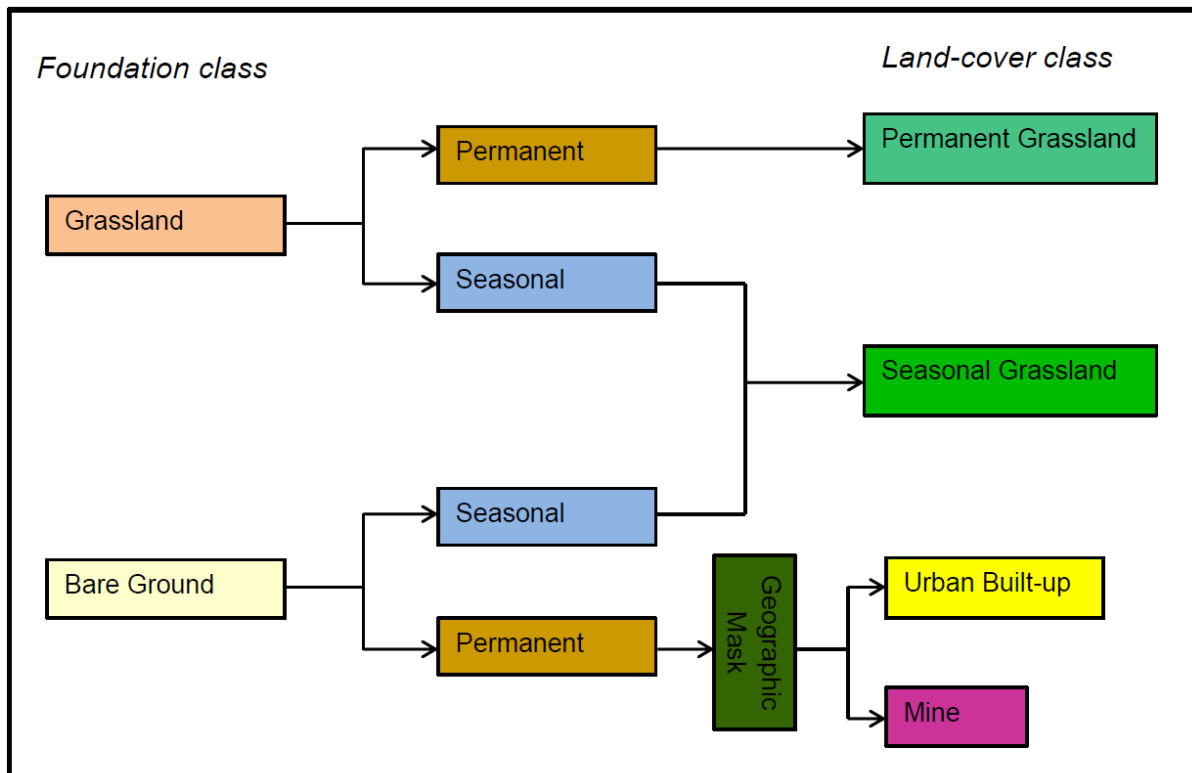 Foundation class
Land-cover class
Permanent
Permanent Grassland
Grassland
Seasonal
Seasonal Grassland
Seasonal
Bare Ground
Geographic
Mask
Urban Built-up
Permanent
Mine